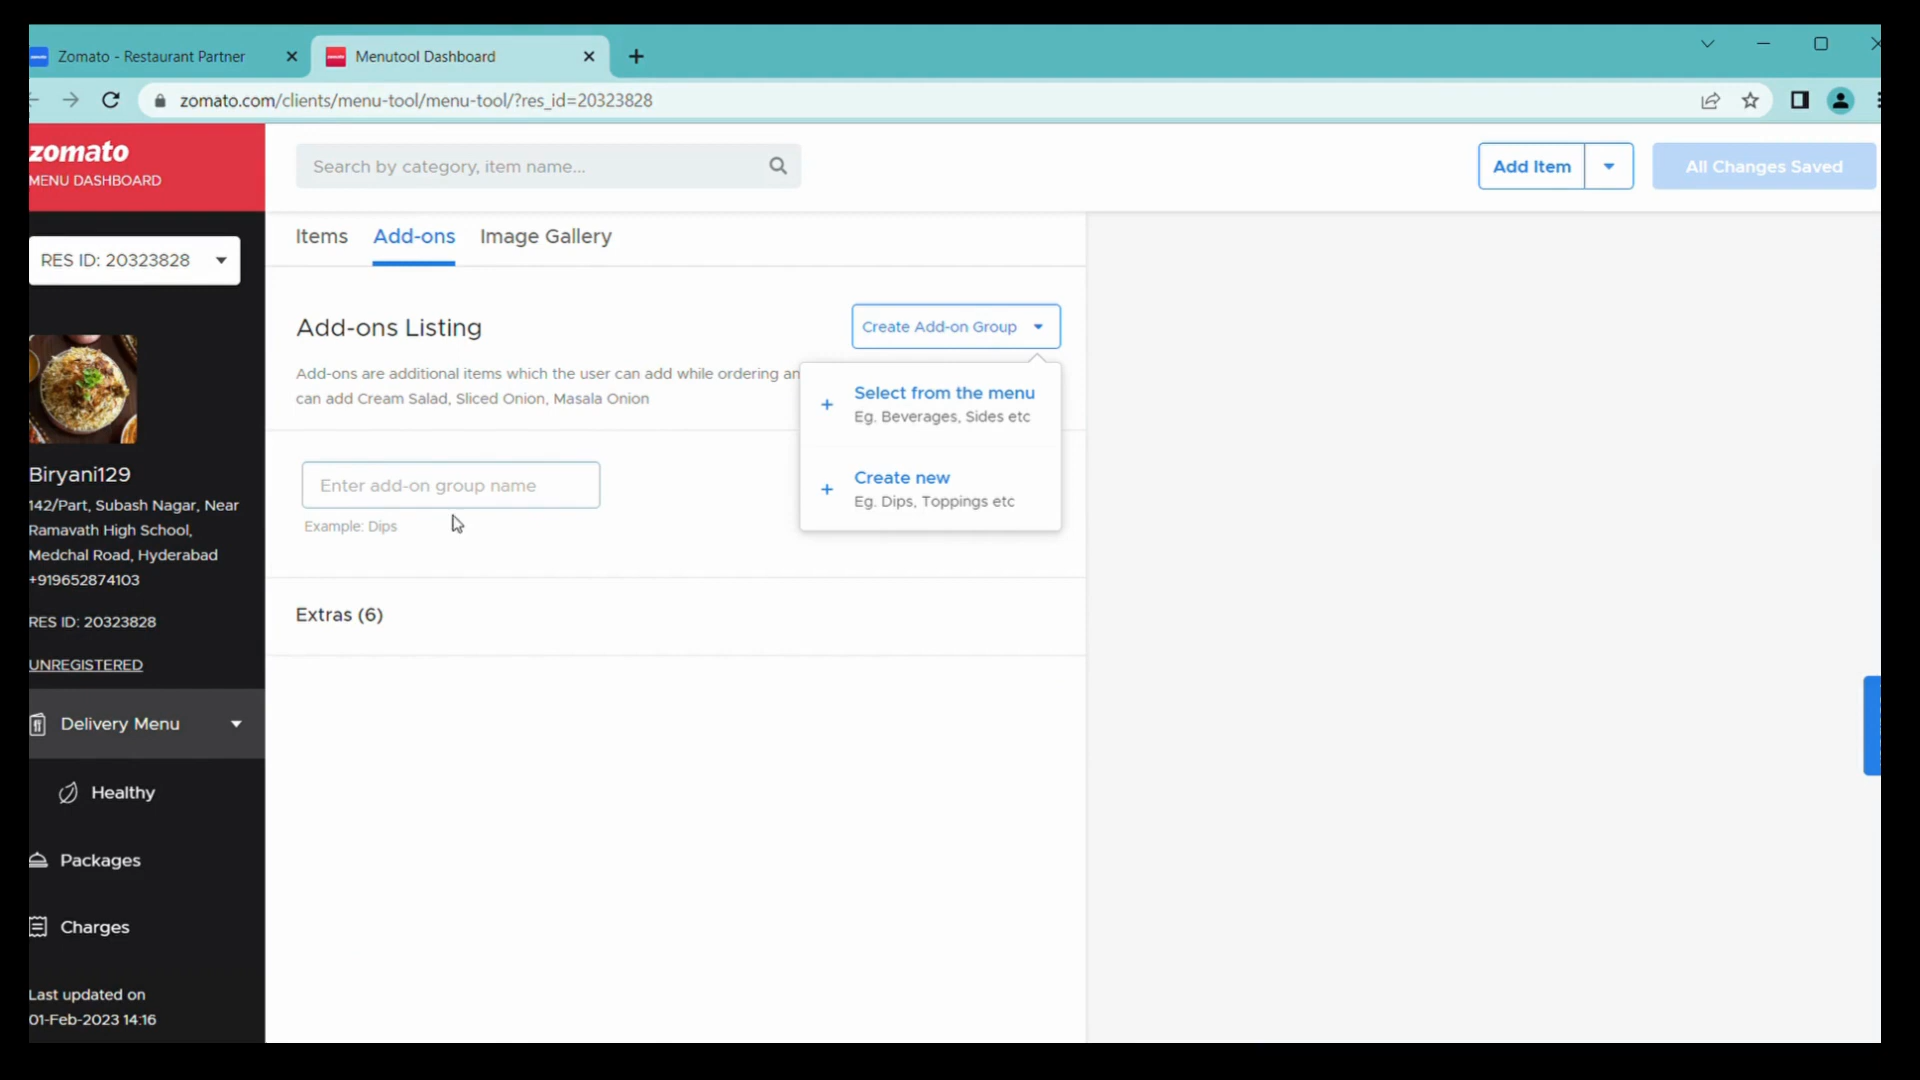 Zomato - Restaurant Partner
Menutool Dashboard
zomato.com/clients/menu-tool/menu-tool/?res_id=20323828
zomato
MENU DASHBOARD
Search by category, item name...
Add Item
All Changes Saved
RES ID: 20323828
Items
Add-ons
Image Gallery
Add-ons Listing
Create Add-on Group
Add-ons are additional items which the user can add while ordering an
can add Cream Salad, Sliced Onion, Masala Onion
Select from the menu
Eg. Beverages, Sides etc
Create new
Eg. Dips, Toppings etc
Enter add-on group name
Example: Dips
Extras (6)
Biryani129
142/Part, Subash Nagar, Near
Ramavath High School,
Medchal Road, Hyderabad
+919652874103
RES ID: 20323828
UNREGISTERED
Delivery Menu
Healthy
Packages
Charges
Last updated on
01-Feb-2023 14:16